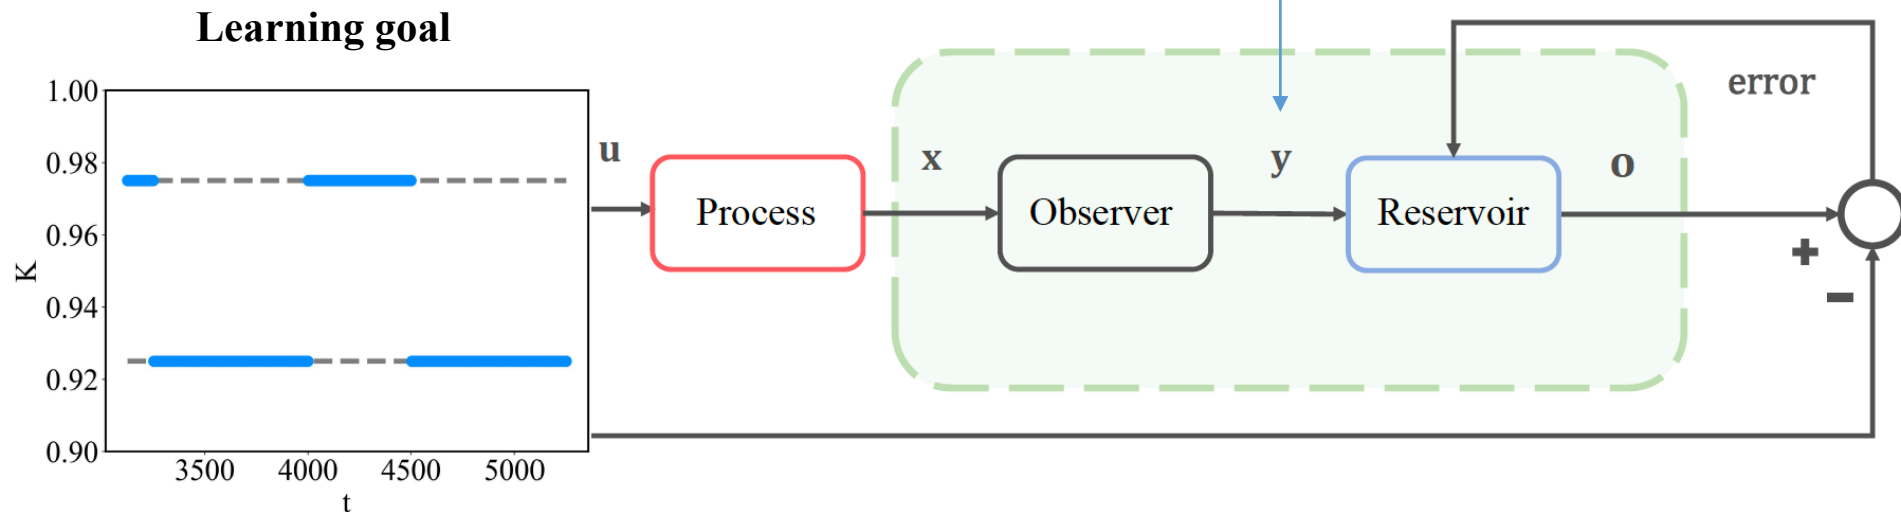 Learning goal
1.00
0.98
0.96
0.94
0.92
0.90
K
3500 4000 4500 5000
t
u
Process
x
Observer
y
Reservoir
o
error
+
−